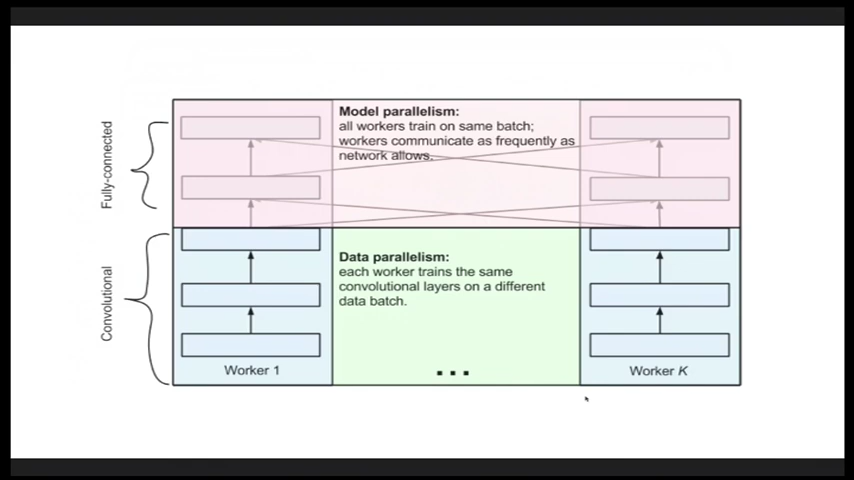 Fully-connected
Model parallelism:
all workers train on same batch;
workers communicate as frequently as
network allows.
Convolutional
Data parallelism:
each worker trains the same
convolutional layers on a different
data batch.
Worker 1
...
Worker K